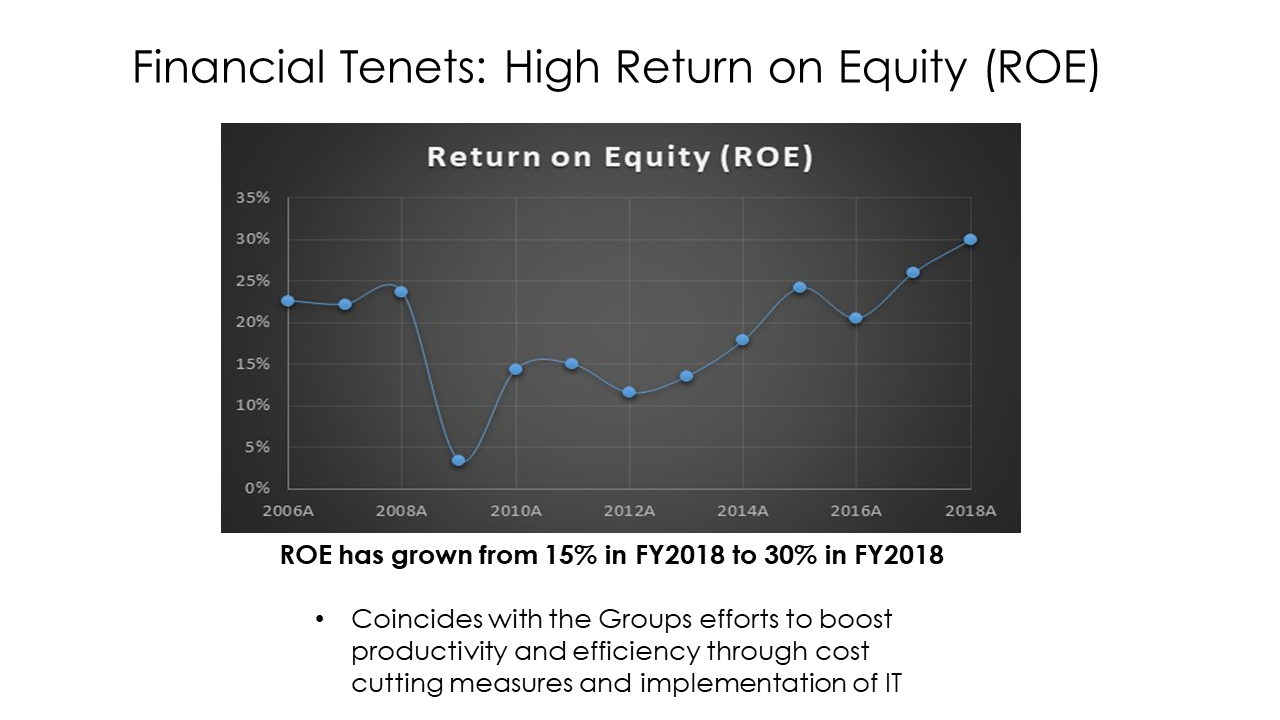 Financial Tenets: High Return on Equity (ROE)
Return on Equity (ROE)
35%
30%
25%
20%
15%
10%
5%
0%
2006A 2008A 2010A 2012A 2014A 2016A 2018A
ROE has grown from 15% in FY2018 to 30% in FY2018
• Coincides with the Groups efforts to boost
productivity and efficiency through cost
cutting measures and implementation of IT